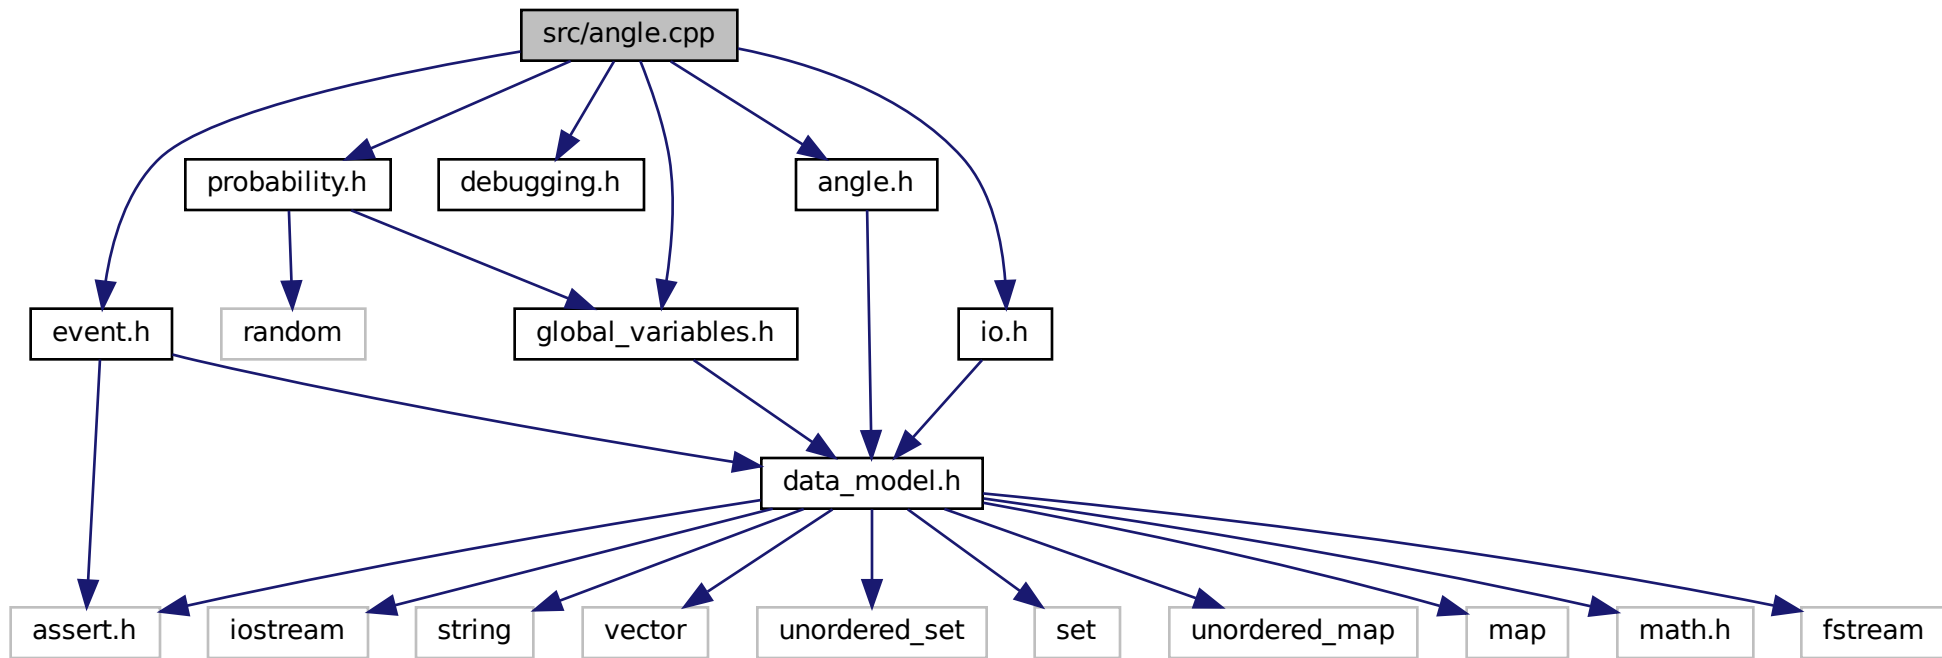 src/angle.cpp
probability.h
debugging.h
angle.h
event.h
random
global_variables.h
io.h
data_model.h
assert.h
iostream
string
vector
unordered_set
set
unordered_map
map
math.h
fstream